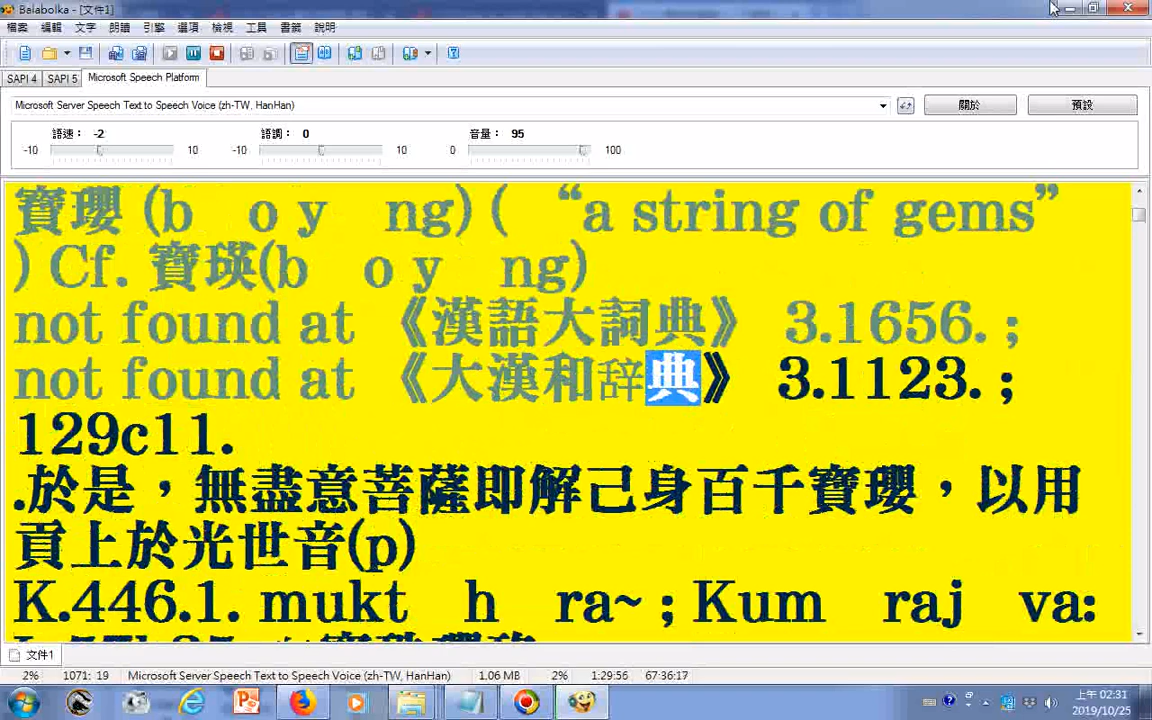 Balabolka - [文件1]
檔案 編輯 文字 朗讀 引擎 選項 檢視 工具 書籤 說明
SAPI 4 SAPI 5 Microsoft Speech Platform
Microsoft Server Speech Text to Speech Voice (zh-TW, HanHan) 關於 預設
語速： -2 語調： 0 音量： 95
-10 10 -10 10 0 100
寶瓔 (b o y ng) ( “a string of gems”
) Cf. 寶瑛(b o y ng)
not found at 《漢語大詞典》 3.1656. ;
not found at 《大漢和辞典》 3.1123. ;
129c11.
.於是，無盡意菩薩即解己身百千寶瓔，以用
貢上於光世音(p)
K.446.1. mukt h ra~ ; Kum raj va:
文件1
2% 1071: 19 Microsoft Server Speech Text to Speech Voice (zh-TW, HanHan) 1.06 MB 2% 1:29:56 67:36:17
上午 02:31
2019/10/25